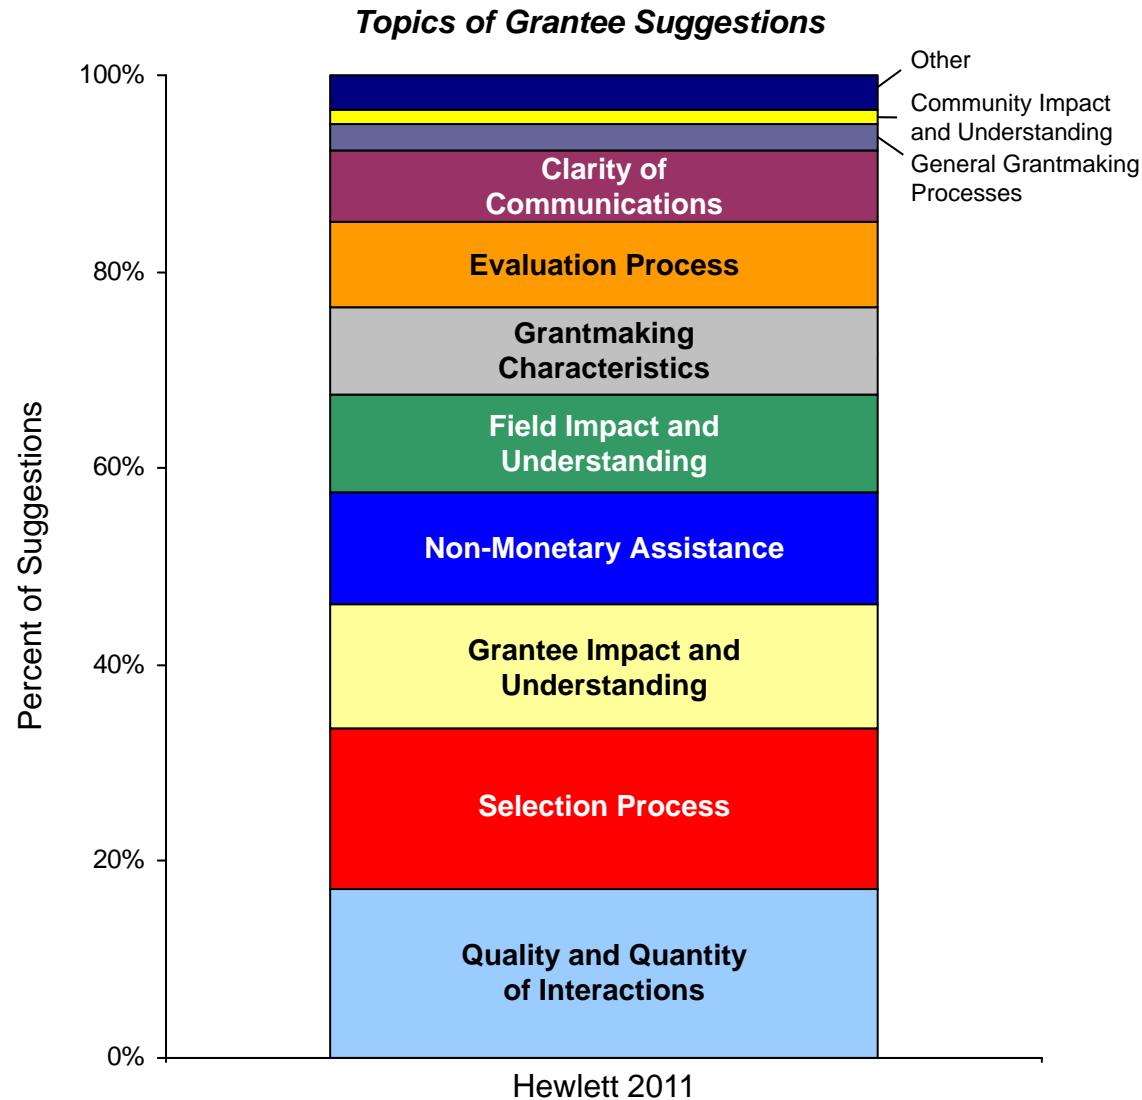 Topics of Grantee Suggestions
100%
80%
60%
40%
20%
0%
Percent of Suggestions
Other
Community Impact
and Understanding
General Grantmaking
Processes
Clarity of
Communications
Evaluation Process
Grantmaking
Characteristics
Field Impact and
Understanding
Non-Monetary Assistance
Grantee Impact and
Understanding
Selection Process
Quality and Quantity
of Interactions
Hewlett 2011